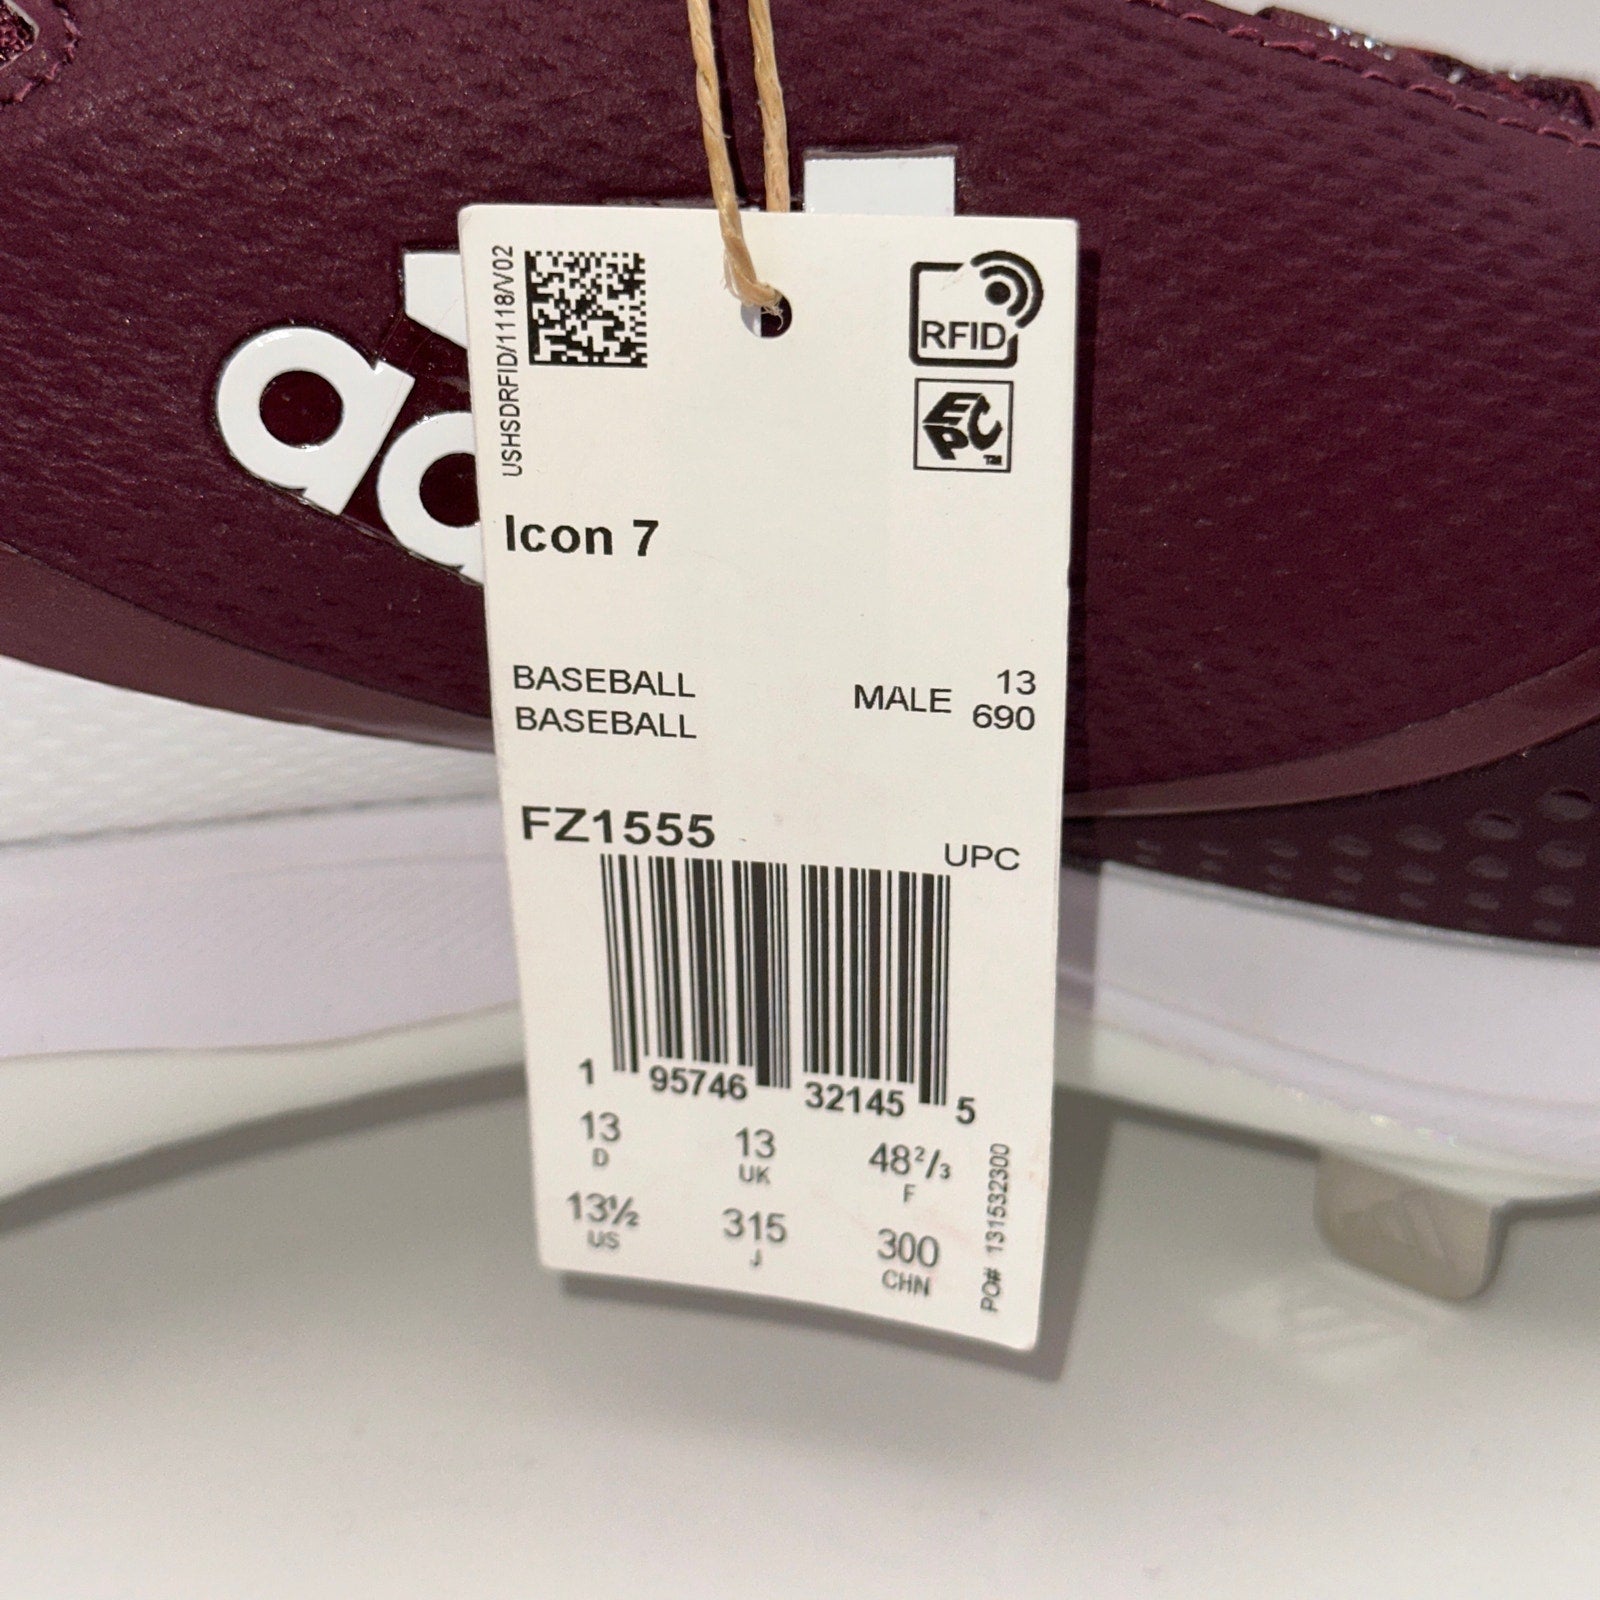 USHSDRFID/1118/V02
RFID
EPC™
ad
Icon 7
BASEBALL
BASEBALL
MALE
13
690
FZ1555
UPC
1 95746 32145 5
13 13 48²/₃
D UK F
13½ 315 300
US J CHN
PO# 131532300